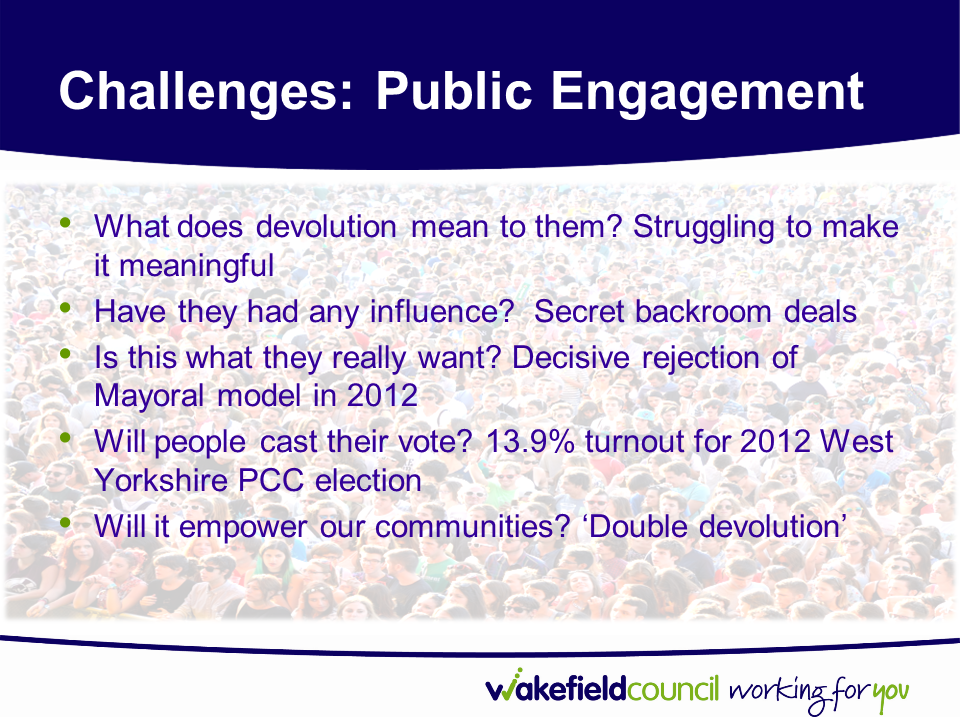 Challenges: Public Engagement
• What does devolution mean to them? Struggling to make
it meaningful
• Have they had any influence? Secret backroom deals
• Is this what they really want? Decisive rejection of
Mayoral model in 2012
• Will people cast their vote? 13.9% turnout for 2012 West
Yorkshire PCC election
• Will it empower our communities? ‘Double devolution’
wakefieldcouncil working for you